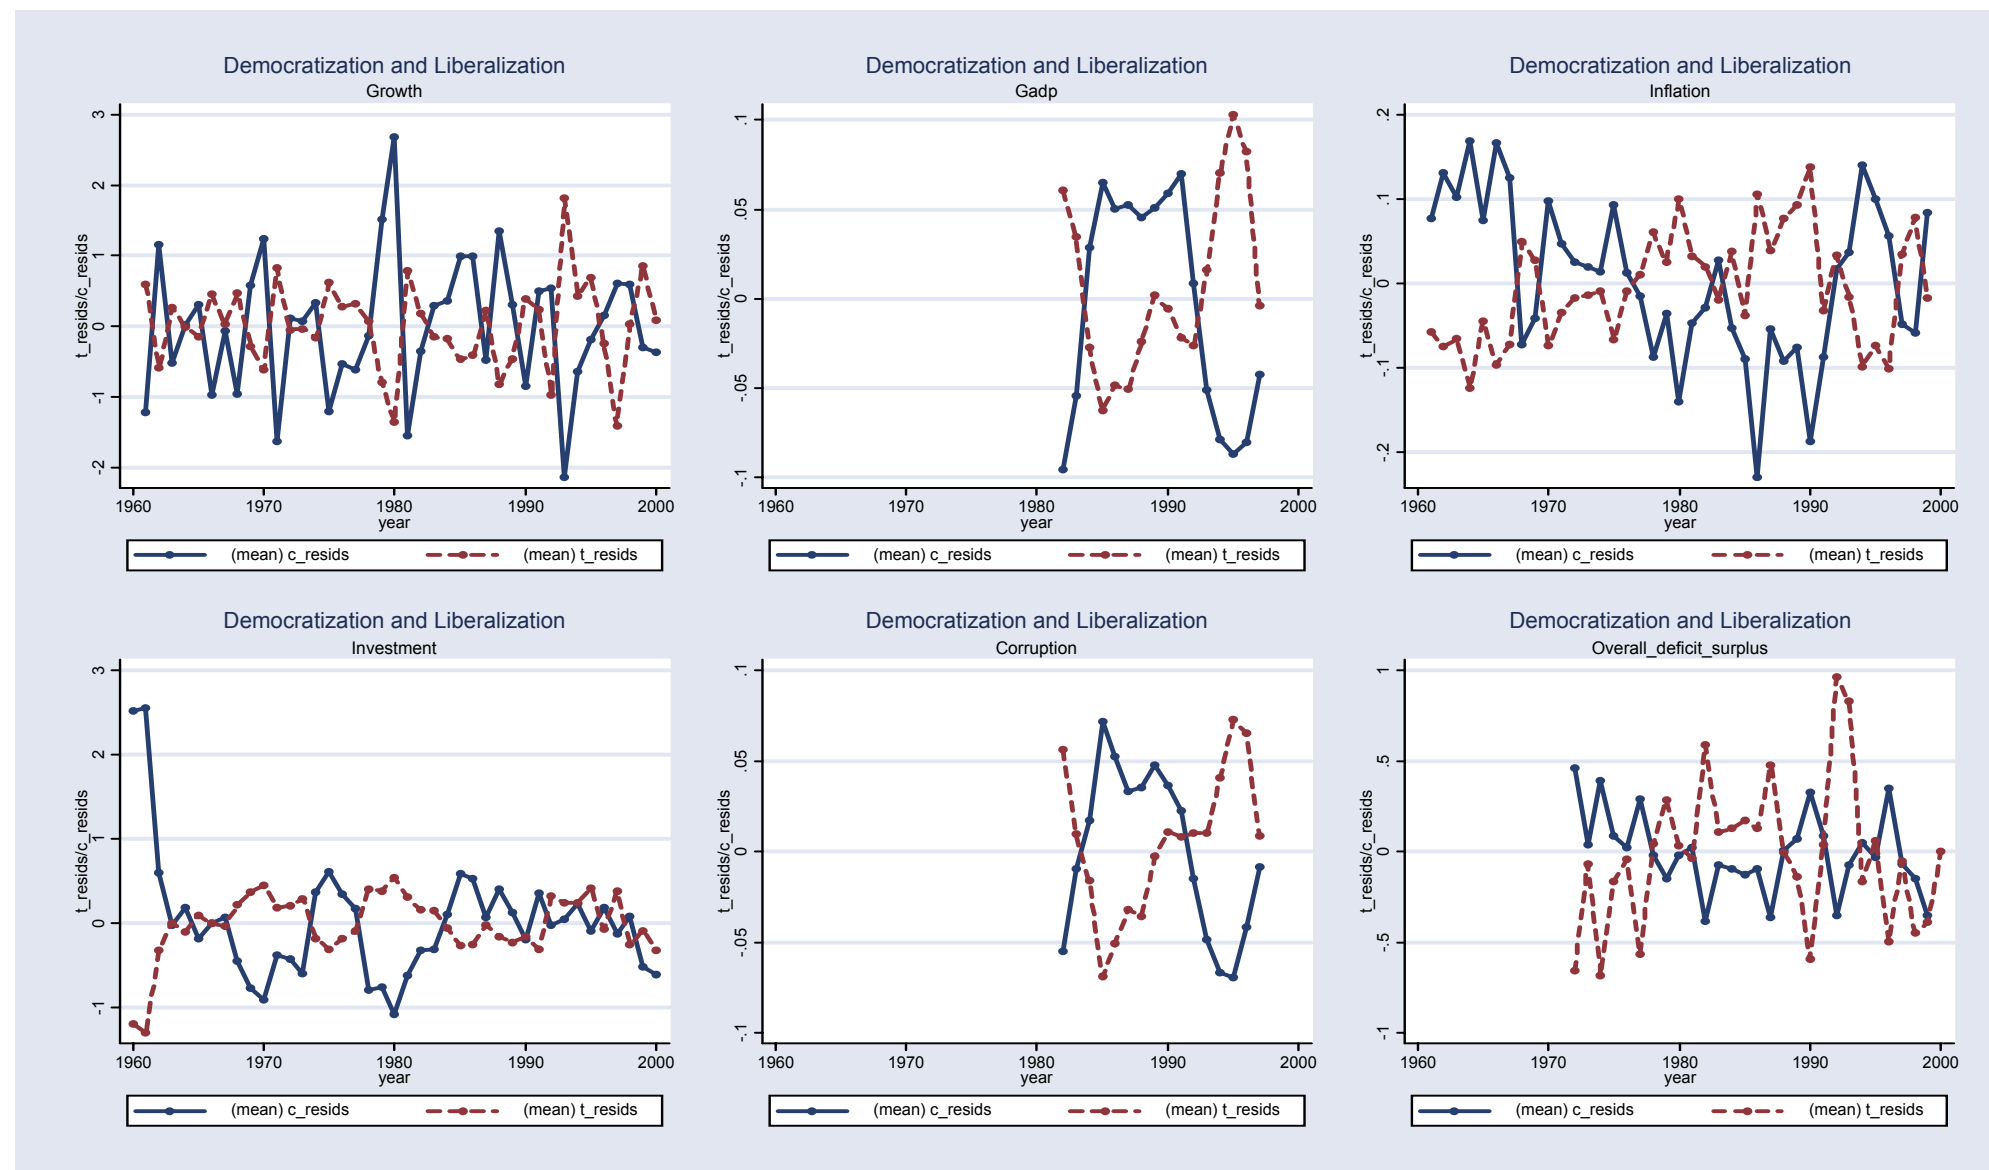 Democratization and Liberalization
Growth
t_resids/c_resids
3
2
1
0
-1
-2
1960 1970 1980 1990 2000
year
(mean) c_resids (mean) t_resids
Democratization and Liberalization
Gadp
t_resids/c_resids
.1
.05
0
-.05
-.1
1960 1970 1980 1990 2000
year
(mean) c_resids (mean) t_resids
Democratization and Liberalization
Inflation
t_resids/c_resids
.2
.1
0
-.1
-.2
1960 1970 1980 1990 2000
year
(mean) c_resids (mean) t_resids
Democratization and Liberalization
Investment
t_resids/c_resids
3
2
1
0
-1
1960 1970 1980 1990 2000
year
(mean) c_resids (mean) t_resids
Democratization and Liberalization
Corruption
t_resids/c_resids
.1
.05
0
-.05
-.1
1960 1970 1980 1990 2000
year
(mean) c_resids (mean) t_resids
Democratization and Liberalization
Overall_deficit_surplus
t_resids/c_resids
1
.5
0
-.5
-1
1960 1970 1980 1990 2000
year
(mean) c_resids (mean) t_resids